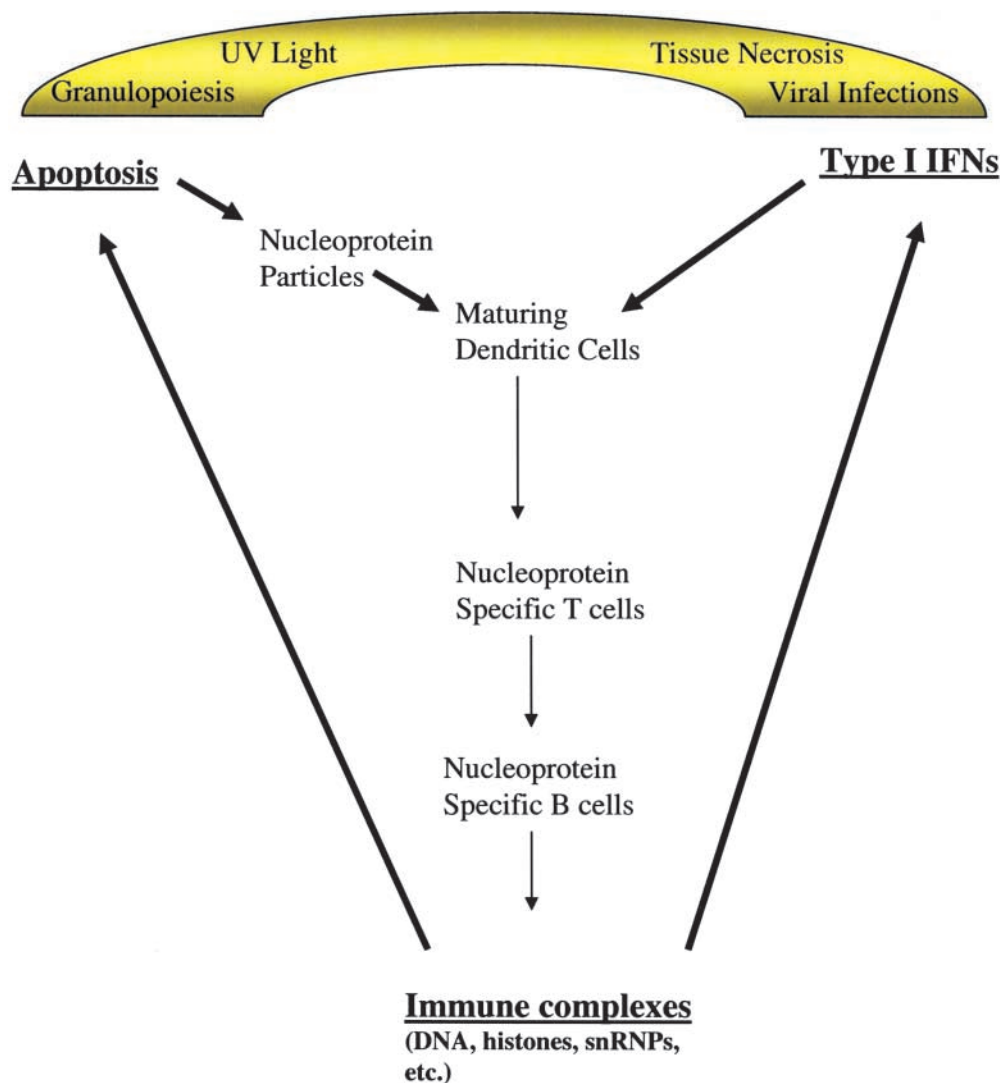 UV Light
Tissue Necrosis
Granulopoiesis
Viral Infections
Apoptosis
Type I IFNs
Nucleoprotein
Particles
Maturing
Dendritic Cells
Nucleoprotein
Specific T cells
Nucleoprotein
Specific B cells
Immune complexes
(DNA, histones, snRNPs,
etc.)